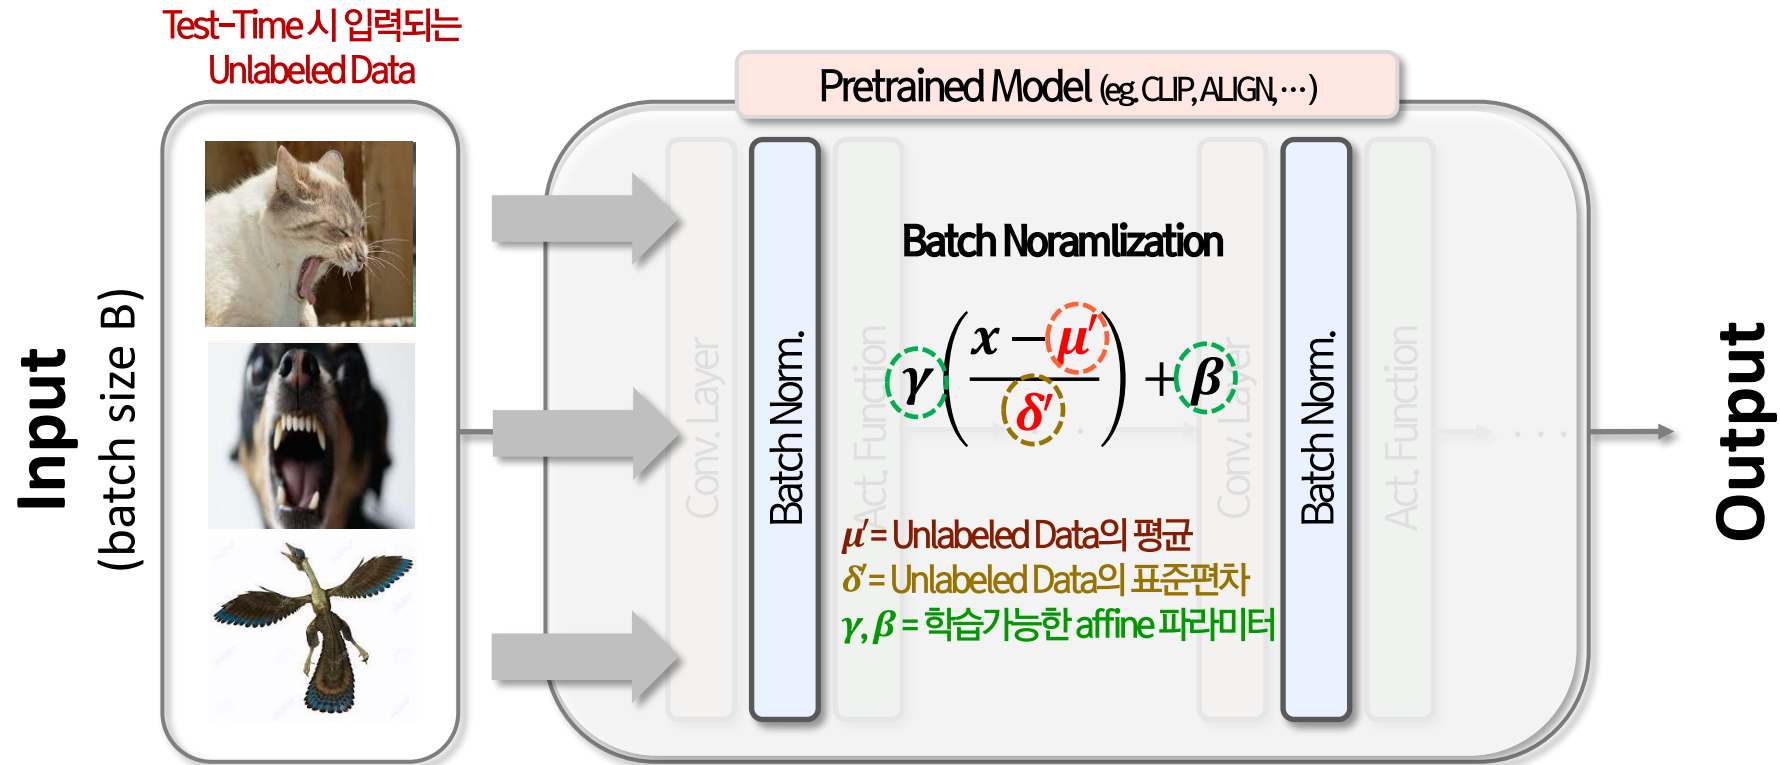 Test-Time 시 입력되는
Unlabeled Data
Input
(batch size B)
Pretrained Model (eg. CLIP, ALIGN, ⋯ )
Conv. Layer
Batch Norm.
Act. Function
Batch Noramlization
γ ( x − μ′ / δ′ ) + β
μ′= Unlabeled Data의 평균
δ′= Unlabeled Data의 표준편차
γ, β = 학습가능한 affine 파라미터
Conv. Layer
Batch Norm.
Act. Function
. . .
Output